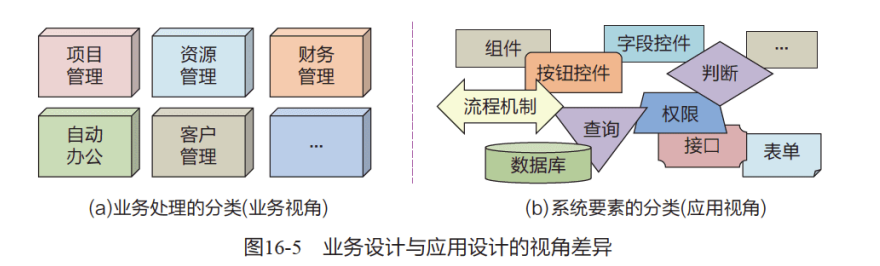 项目
管理
资源
管理
财务
管理
自动
办公
客户
管理
...
组件
字段控件
...
按钮控件
判断
流程机制
查询
权限
接口
数据库
表单
(a)业务处理的分类(业务视角)
(b)系统要素的分类(应用视角)
图16-5 业务设计与应用设计的视角差异